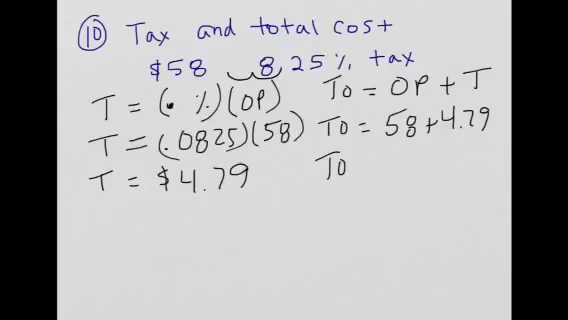 10 Tax and total cost
$58 8.25% tax
T = (. %)(OP)
T = (.0825)(58)
T = $4.79
To = OP + T
To = 58 + 4.79
To